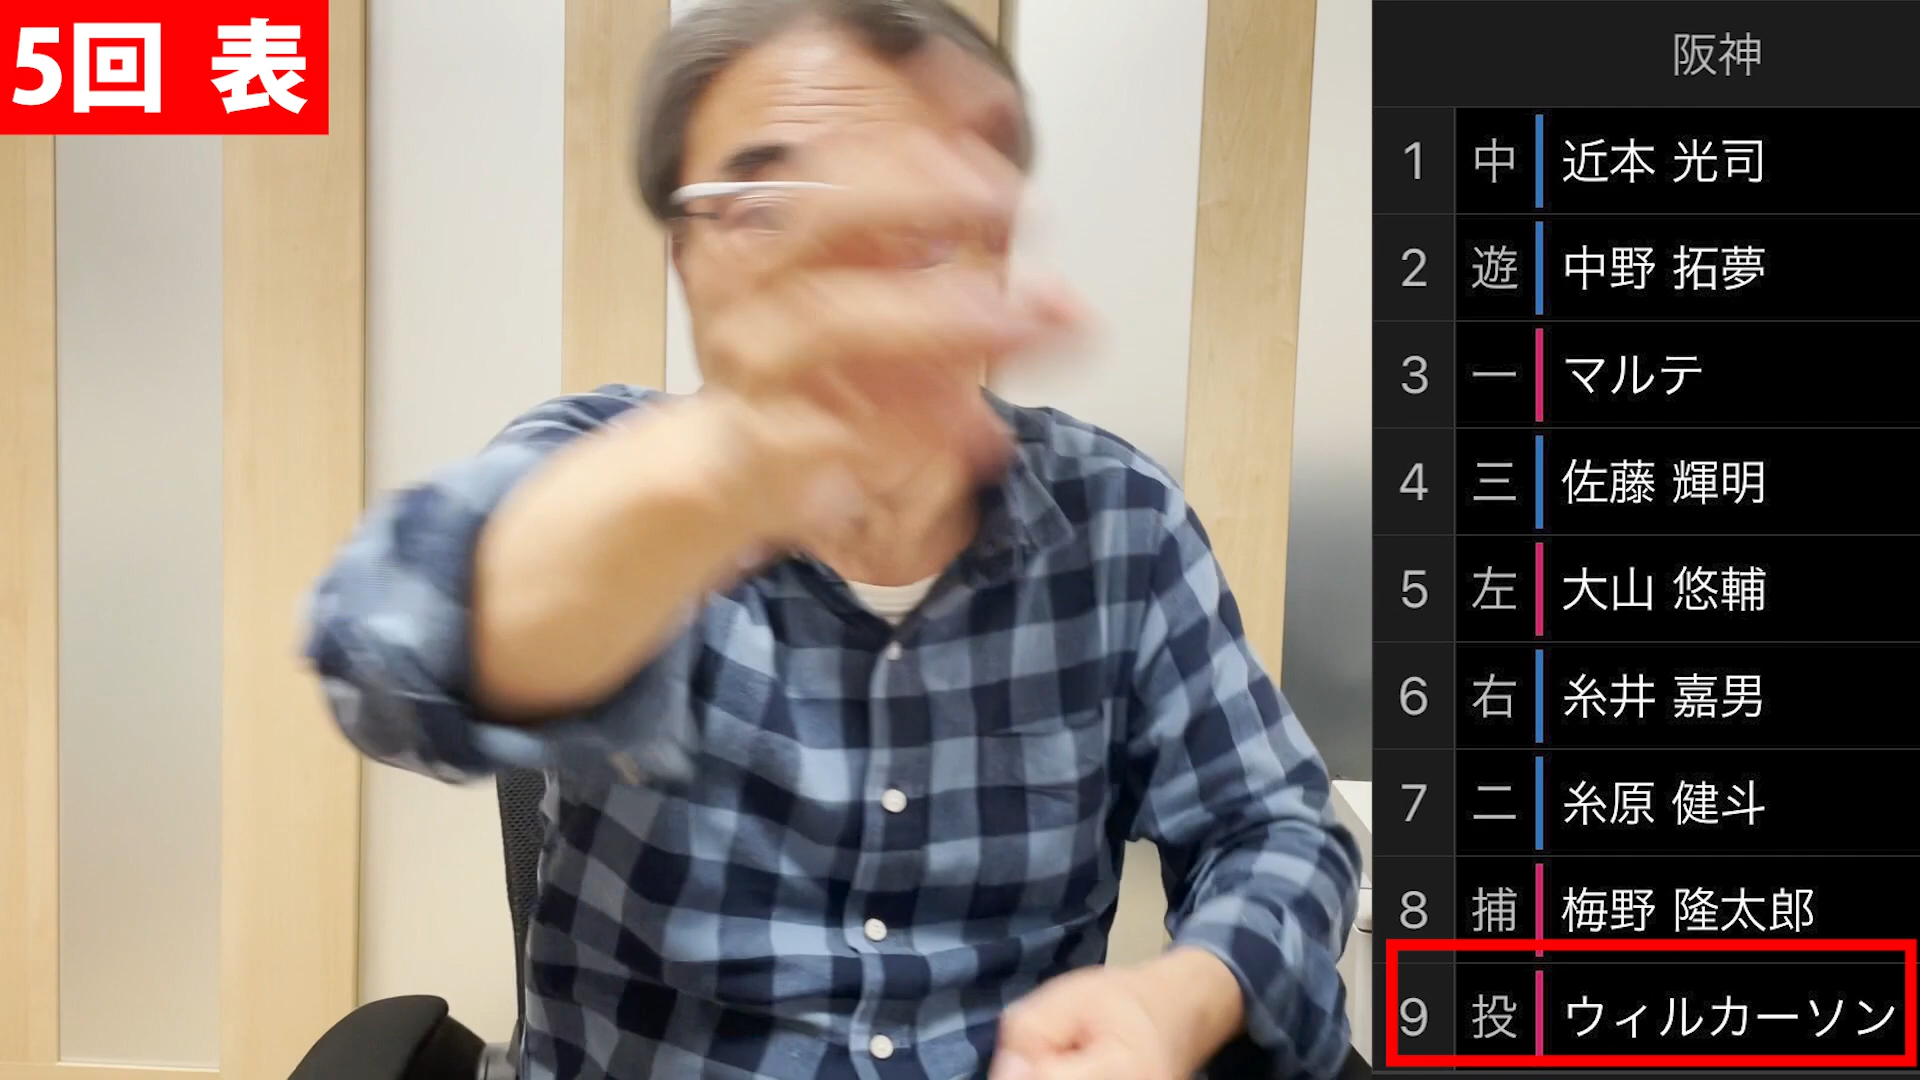 5回 表
阪神
1 中 近本 光司
2 遊 中野 拓夢
3 一 マルテ
4 三 佐藤 輝明
5 左 大山 悠輔
6 右 糸井 嘉男
7 二 糸原 健斗
8 捕 梅野 隆太郎
9 投 ウィルカーソン